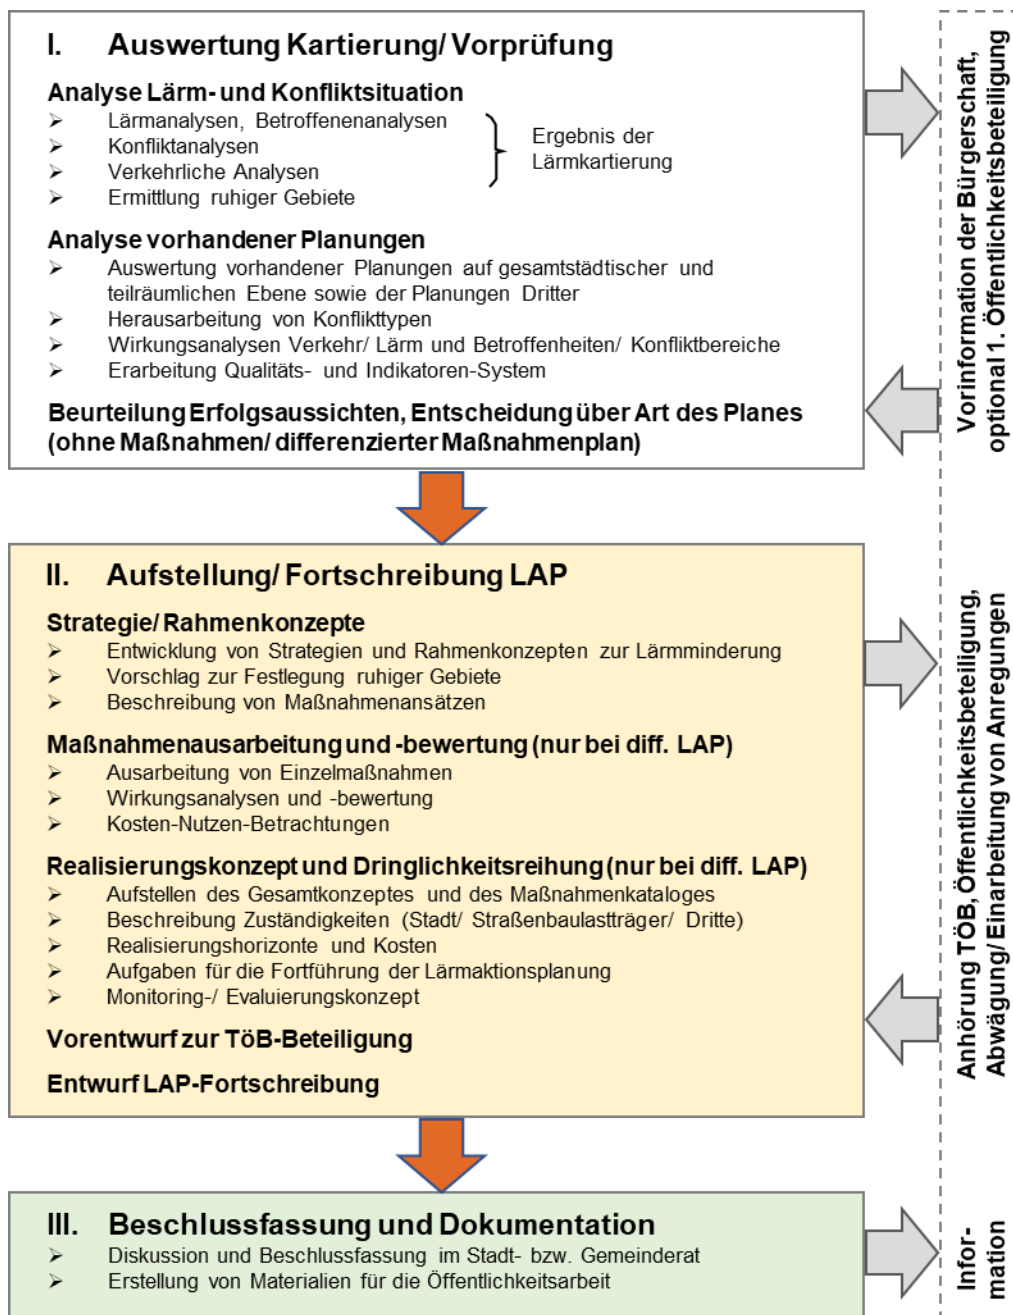 I. Auswertung Kartierung/ Vorprüfung
Analyse Lärm- und Konfliktsituation
➢ Lärmanalysen, Betroffenenanalysen
➢ Konfliktanalysen
➢ Verkehrliche Analysen
➢ Ermittlung ruhiger Gebiete
Ergebnis der
Lärmkartierung
Analyse vorhandener Planungen
➢ Auswertung vorhandener Planungen auf gesamtstädtischer und
teilräumlichen Ebene sowie der Planungen Dritter
➢ Herausarbeitung von Konflikttypen
➢ Wirkungsanalysen Verkehr/ Lärm und Betroffenheiten/ Konfliktbereiche
➢ Erarbeitung Qualitäts- und Indikatoren-System
Beurteilung Erfolgsaussichten, Entscheidung über Art des Planes
(ohne Maßnahmen/ differenzierter Maßnahmenplan)
Vorinformation der Bürgerschaft,
optional 1. Öffentlichkeitsbeteiligung
II. Aufstellung/ Fortschreibung LAP
Strategie/ Rahmenkonzepte
➢ Entwicklung von Strategien und Rahmenkonzepten zur Lärmminderung
➢ Vorschlag zur Festlegung ruhiger Gebiete
➢ Beschreibung von Maßnahmenansätzen
Maßnahmenausarbeitung und -bewertung (nur bei diff. LAP)
➢ Ausarbeitung von Einzelmaßnahmen
➢ Wirkungsanalysen und -bewertung
➢ Kosten-Nutzen-Betrachtungen
Realisierungskonzept und Dringlichkeitsreihung (nur bei diff. LAP)
➢ Aufstellen des Gesamtkonzeptes und des Maßnahmenkataloges
➢ Beschreibung Zuständigkeiten (Stadt/ Straßenbaulastträger/ Dritte)
➢ Realisierungshorizonte und Kosten
➢ Aufgaben für die Fortführung der Lärmaktionsplanung
➢ Monitoring-/ Evaluierungskonzept
Vorentwurf zur TöB-Beteiligung
Entwurf LAP-Fortschreibung
Anhörung TÖB, Öffentlichkeitsbeteiligung,
Abwägung/ Einarbeitung von Anregungen
III. Beschlussfassung und Dokumentation
➢ Diskussion und Beschlussfassung im Stadt- bzw. Gemeinderat
➢ Erstellung von Materialien für die Öffentlichkeitsarbeit
Infor-
mation